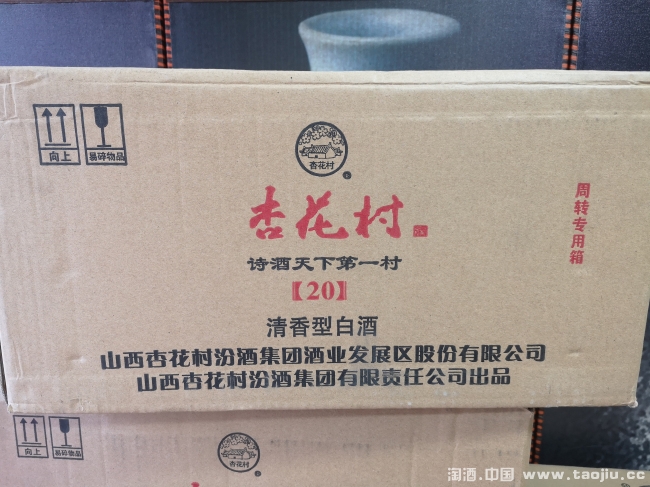 向上
易碎物品
杏花村
杏花村
周转专用箱
诗酒天下第一村
【20】
清香型白酒
山西杏花村汾酒集团酒业发展区股份有限公司
山西杏花村汾酒集团有限责任公司出品
向上
易碎物品
杏花村
淘酒.中国 www.taojiu.cc